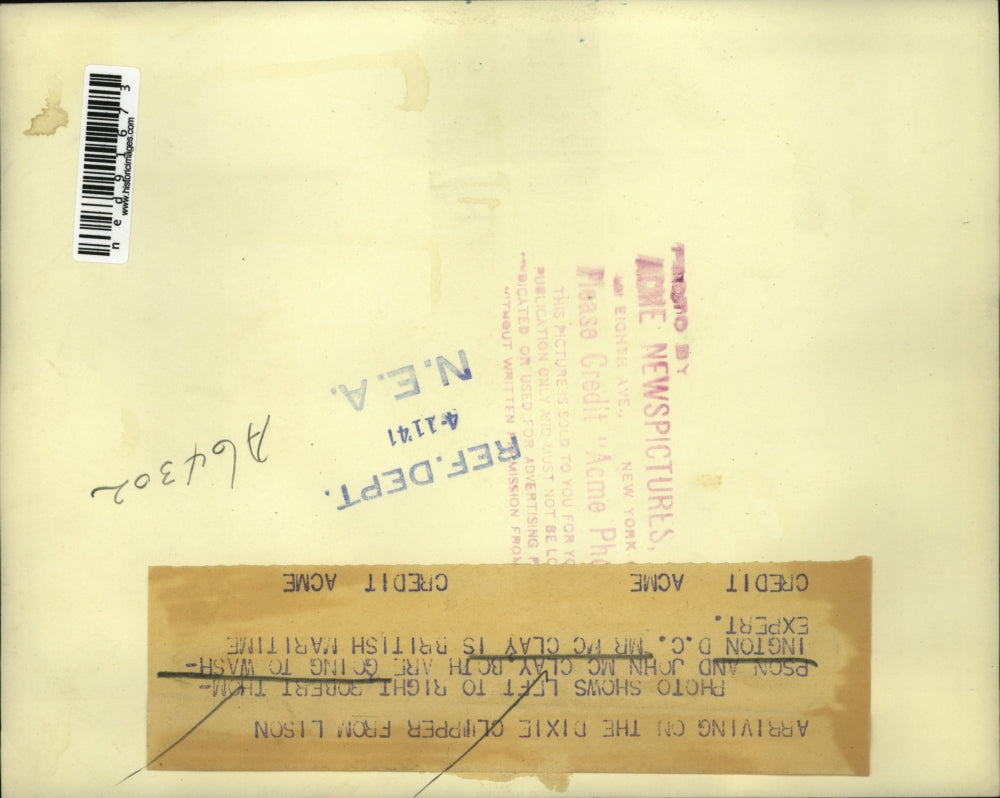 ned91673
www.historicimages.com
PHOTO BY
ACME NEWSPICTURES,
EIGHTH AVE., NEW YORK
Please Credit "Acme Pho
THIS PICTURE IS SOLD TO YOU FOR YO
PUBLICATION ONLY AND MUST NOT BE LO
DICATED OR USED FOR ADVERTISING P
WITHOUT WRITTEN PERMISSION FROM
REF. DEPT.
4-11'41
N.E.A.
A64302
ARRIVING ON THE DIXIE CLIPPER FROM LISON
PHOTO SHOWS LEFT TO RIGHT ROBERT THOM-
PSON AND JOHN MC CLAY BOTH ARE GOING TO WASH-
INGTON D.C. MR MC CLAY IS BRITISH MARITIME
EXPERT.
CREDIT ACME CREDIT ACME